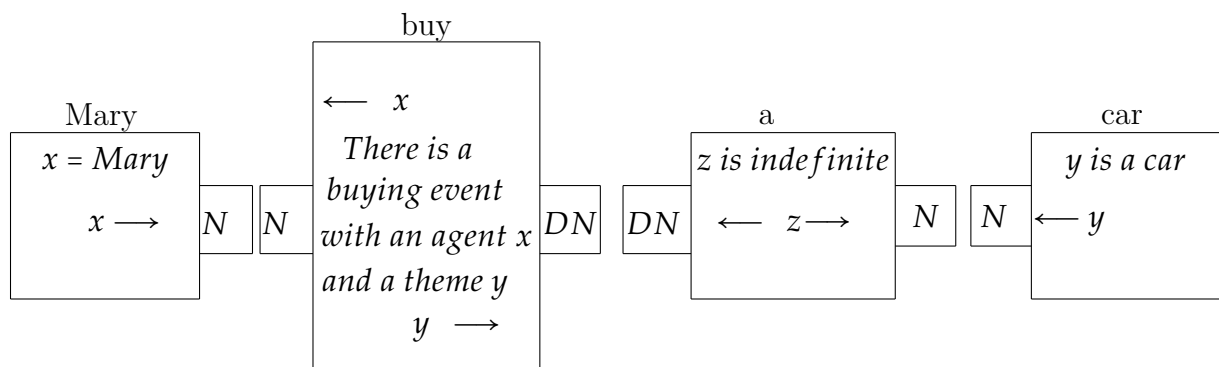 Mary
x = Mary
x ⟶
N
buy
N
⟵ x
There is a
buying event
with an agent x
and a theme y
y ⟶
DN
a
DN
z is indefinite
⟵ z⟶
N
car
N
y is a car
⟵ y